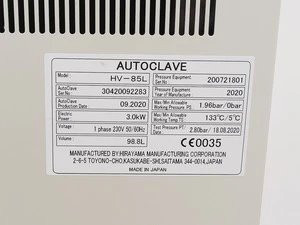 AUTOCLAVE
Model: HV-85L
Pressure Equipment Ser.No 200721801
AutoClave Ser.No 30420092283
Pressure Equipment Year of Manufacture 2020
AutoClave Production Date 09.2020
Max/Min Allowable Working Pressure. PS 1.96bar/0bar
Electro. Power: 3.0kW
1 phase 230V 50/60Hz
Max/Min Allowable Working Temp TS: 133°C/5°C
Volume: 98.8L
Test Pressure:PT Date: 2.80bar/ 18.08.2020
CE0035
MANUFACTURED BY:HIRAYAMA MANUFACTURING CORPORATION
2-6-5 TOYONO-CHO,KASUKABE-SHI,SAITAMA 344-0014,JAPAN
MADE IN JAPAN